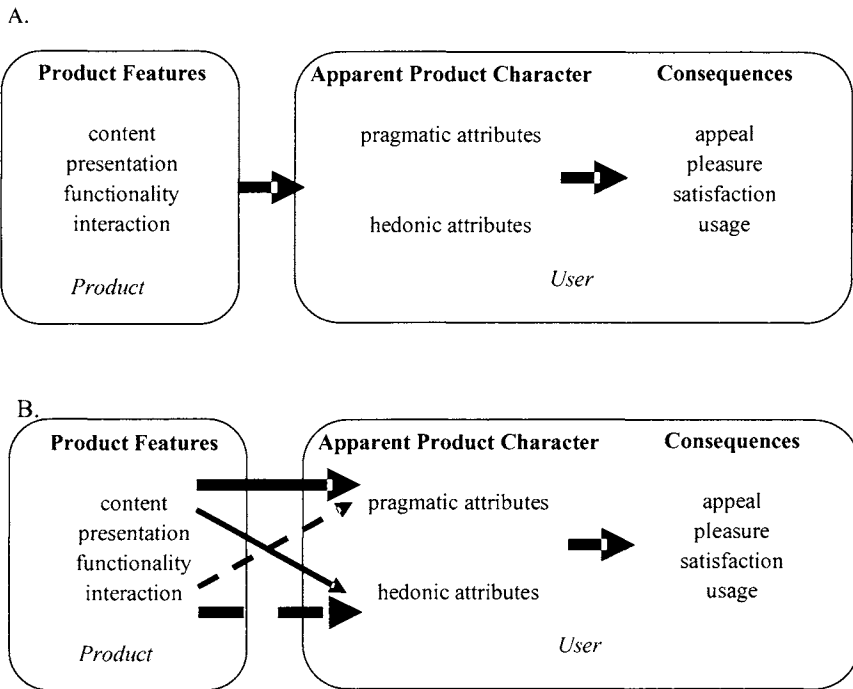 A.
Product Features
content
presentation
functionality
interaction
Product
Apparent Product Character
pragmatic attributes
hedonic attributes
Consequences
appeal
pleasure
satisfaction
usage
User
B.
Product Features
content
presentation
functionality
interaction
Product
Apparent Product Character
pragmatic attributes
hedonic attributes
Consequences
appeal
pleasure
satisfaction
usage
User